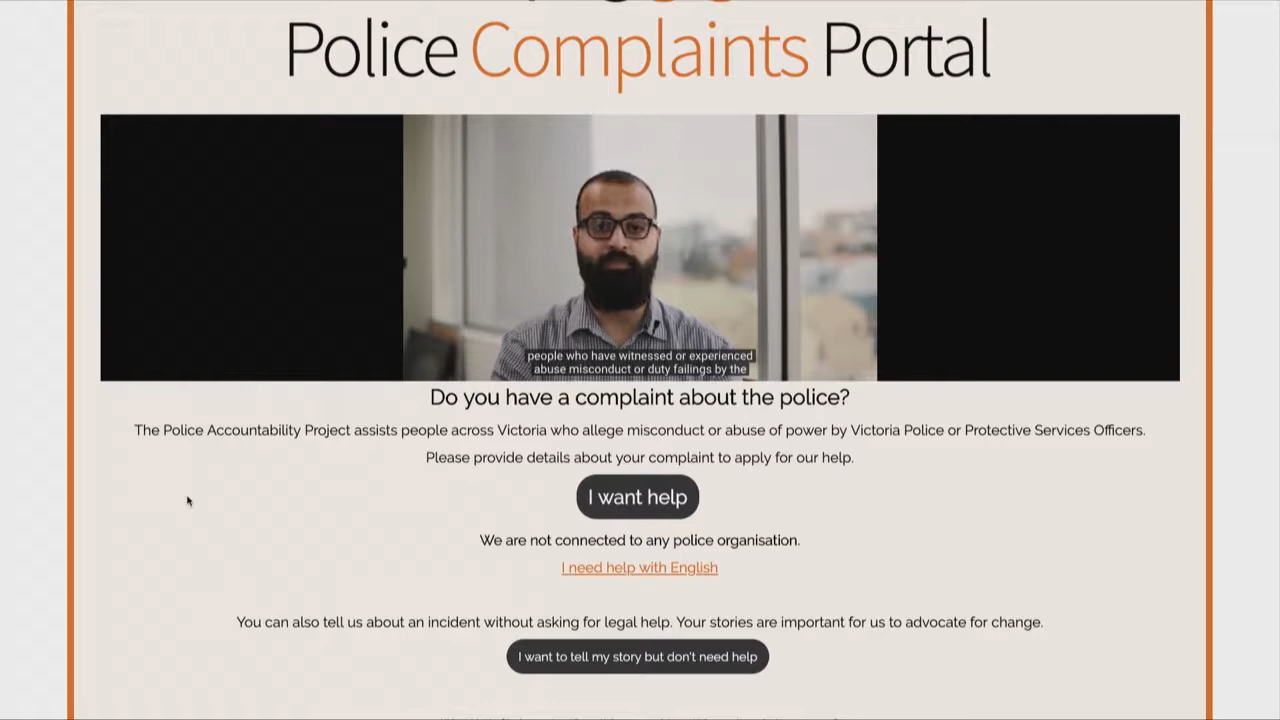 Police Complaints Portal
people who have witnessed or experienced
abuse misconduct or duty failings by the
Do you have a complaint about the police?
The Police Accountability Project assists people across Victoria who allege misconduct or abuse of power by Victoria Police or Protective Services Officers.
Please provide details about your complaint to apply for our help.
I want help
We are not connected to any police organisation.
I need help with English
You can also tell us about an incident without asking for legal help. Your stories are important for us to advocate for change.
I want to tell my story but don't need help